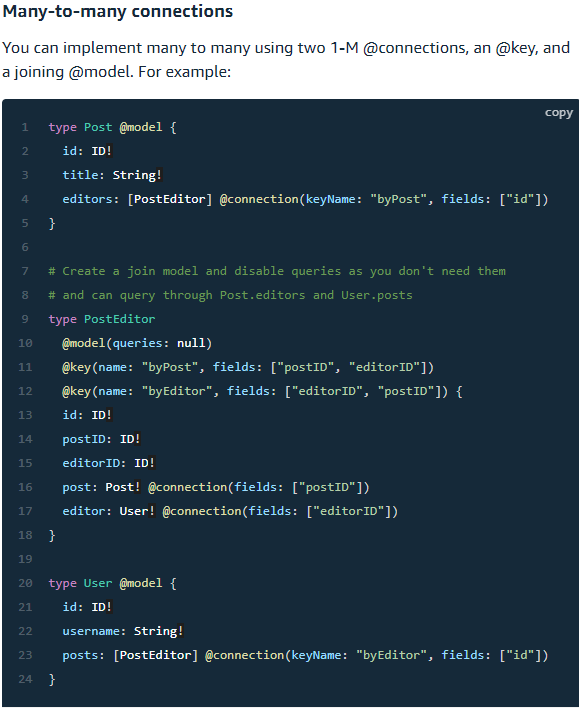 Many-to-many connections
You can implement many to many using two 1-M @connections, an @key, and
a joining @model. For example:
copy
1 type Post @model {
2   id: ID!
3   title: String!
4   editors: [PostEditor] @connection(keyName: "byPost", fields: ["id"])
5 }
6
7 # Create a join model and disable queries as you don't need them
8 # and can query through Post.editors and User.posts
9 type PostEditor
10   @model(queries: null)
11   @key(name: "byPost", fields: ["postID", "editorID"])
12   @key(name: "byEditor", fields: ["editorID", "postID"]) {
13   id: ID!
14   postID: ID!
15   editorID: ID!
16   post: Post! @connection(fields: ["postID"])
17   editor: User! @connection(fields: ["editorID"])
18 }
19
20 type User @model {
21   id: ID!
22   username: String!
23   posts: [PostEditor] @connection(keyName: "byEditor", fields: ["id"])
24 }